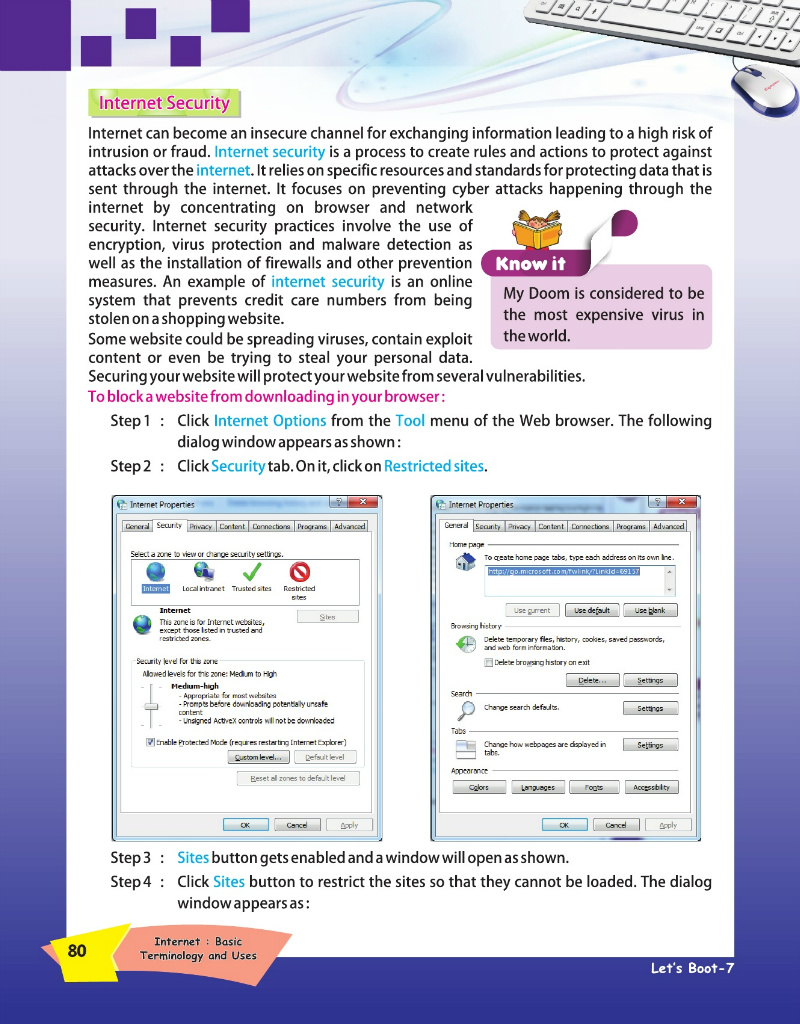 Internet Security
Internet can become an insecure channel for exchanging information leading to a high risk of
intrusion or fraud. Internet security is a process to create rules and actions to protect against
attacks over the internet. It relies on specific resources and standards for protecting data that is
sent through the internet. It focuses on preventing cyber attacks happening through the
internet by concentrating on browser and network
security. Internet security practices involve the use of
encryption, virus protection and malware detection as
well as the installation of firewalls and other prevention
measures. An example of internet security is an online
system that prevents credit care numbers from being
stolen on a shopping website.
Know it
My Doom is considered to be
the most expensive virus in
the world.
Some website could be spreading viruses, contain exploit
content or even be trying to steal your personal data.
Securing your website will protect your website from several vulnerabilities.
To block a website from downloading in your browser :
Step 1 : Click Internet Options from the Tool menu of the Web browser. The following
dialog window appears as shown :
Step 2 : Click Security tab. On it, click on Restricted sites.
Internet Properties
General Security Privacy Content Connections Programs Advanced
Select a zone to view or change security settings.
Internet Local intranet Trusted sites Restricted
sites
Internet
This zone is for Internet websites,
except those listed in trusted and
restricted zones.
Sites
Security level for this zone
Allowed levels for this zone: Medium to High
Medium-high
- Appropriate for most websites
- Prompts before downloading potentially unsafe
content
- Unsigned ActiveX controls will not be downloaded
Enable Protected Mode (requires restarting Internet Explorer)
Custom level... Default level
Reset all zones to default level
OK Cancel Apply
Internet Properties
General Security Privacy Content Connections Programs Advanced
Home page
To create home page tabs, type each address on its own line.
http://go.microsoft.com/fwlink/?LinkId=69157
Use current Use default Use blank
Browsing history
Delete temporary files, history, cookies, saved passwords,
and web form information.
Delete browsing history on exit
Delete... Settings
Search
Change search defaults. Settings
Tabs
Change how webpages are displayed in
tabs.
Settings
Appearance
Colors Languages Fonts Accessibility
OK Cancel Apply
Step 3 : Sites button gets enabled and a window will open as shown.
Step 4 : Click Sites button to restrict the sites so that they cannot be loaded. The dialog
window appears as :
80
Internet : Basic
Terminology and Uses
Let's Boot-7